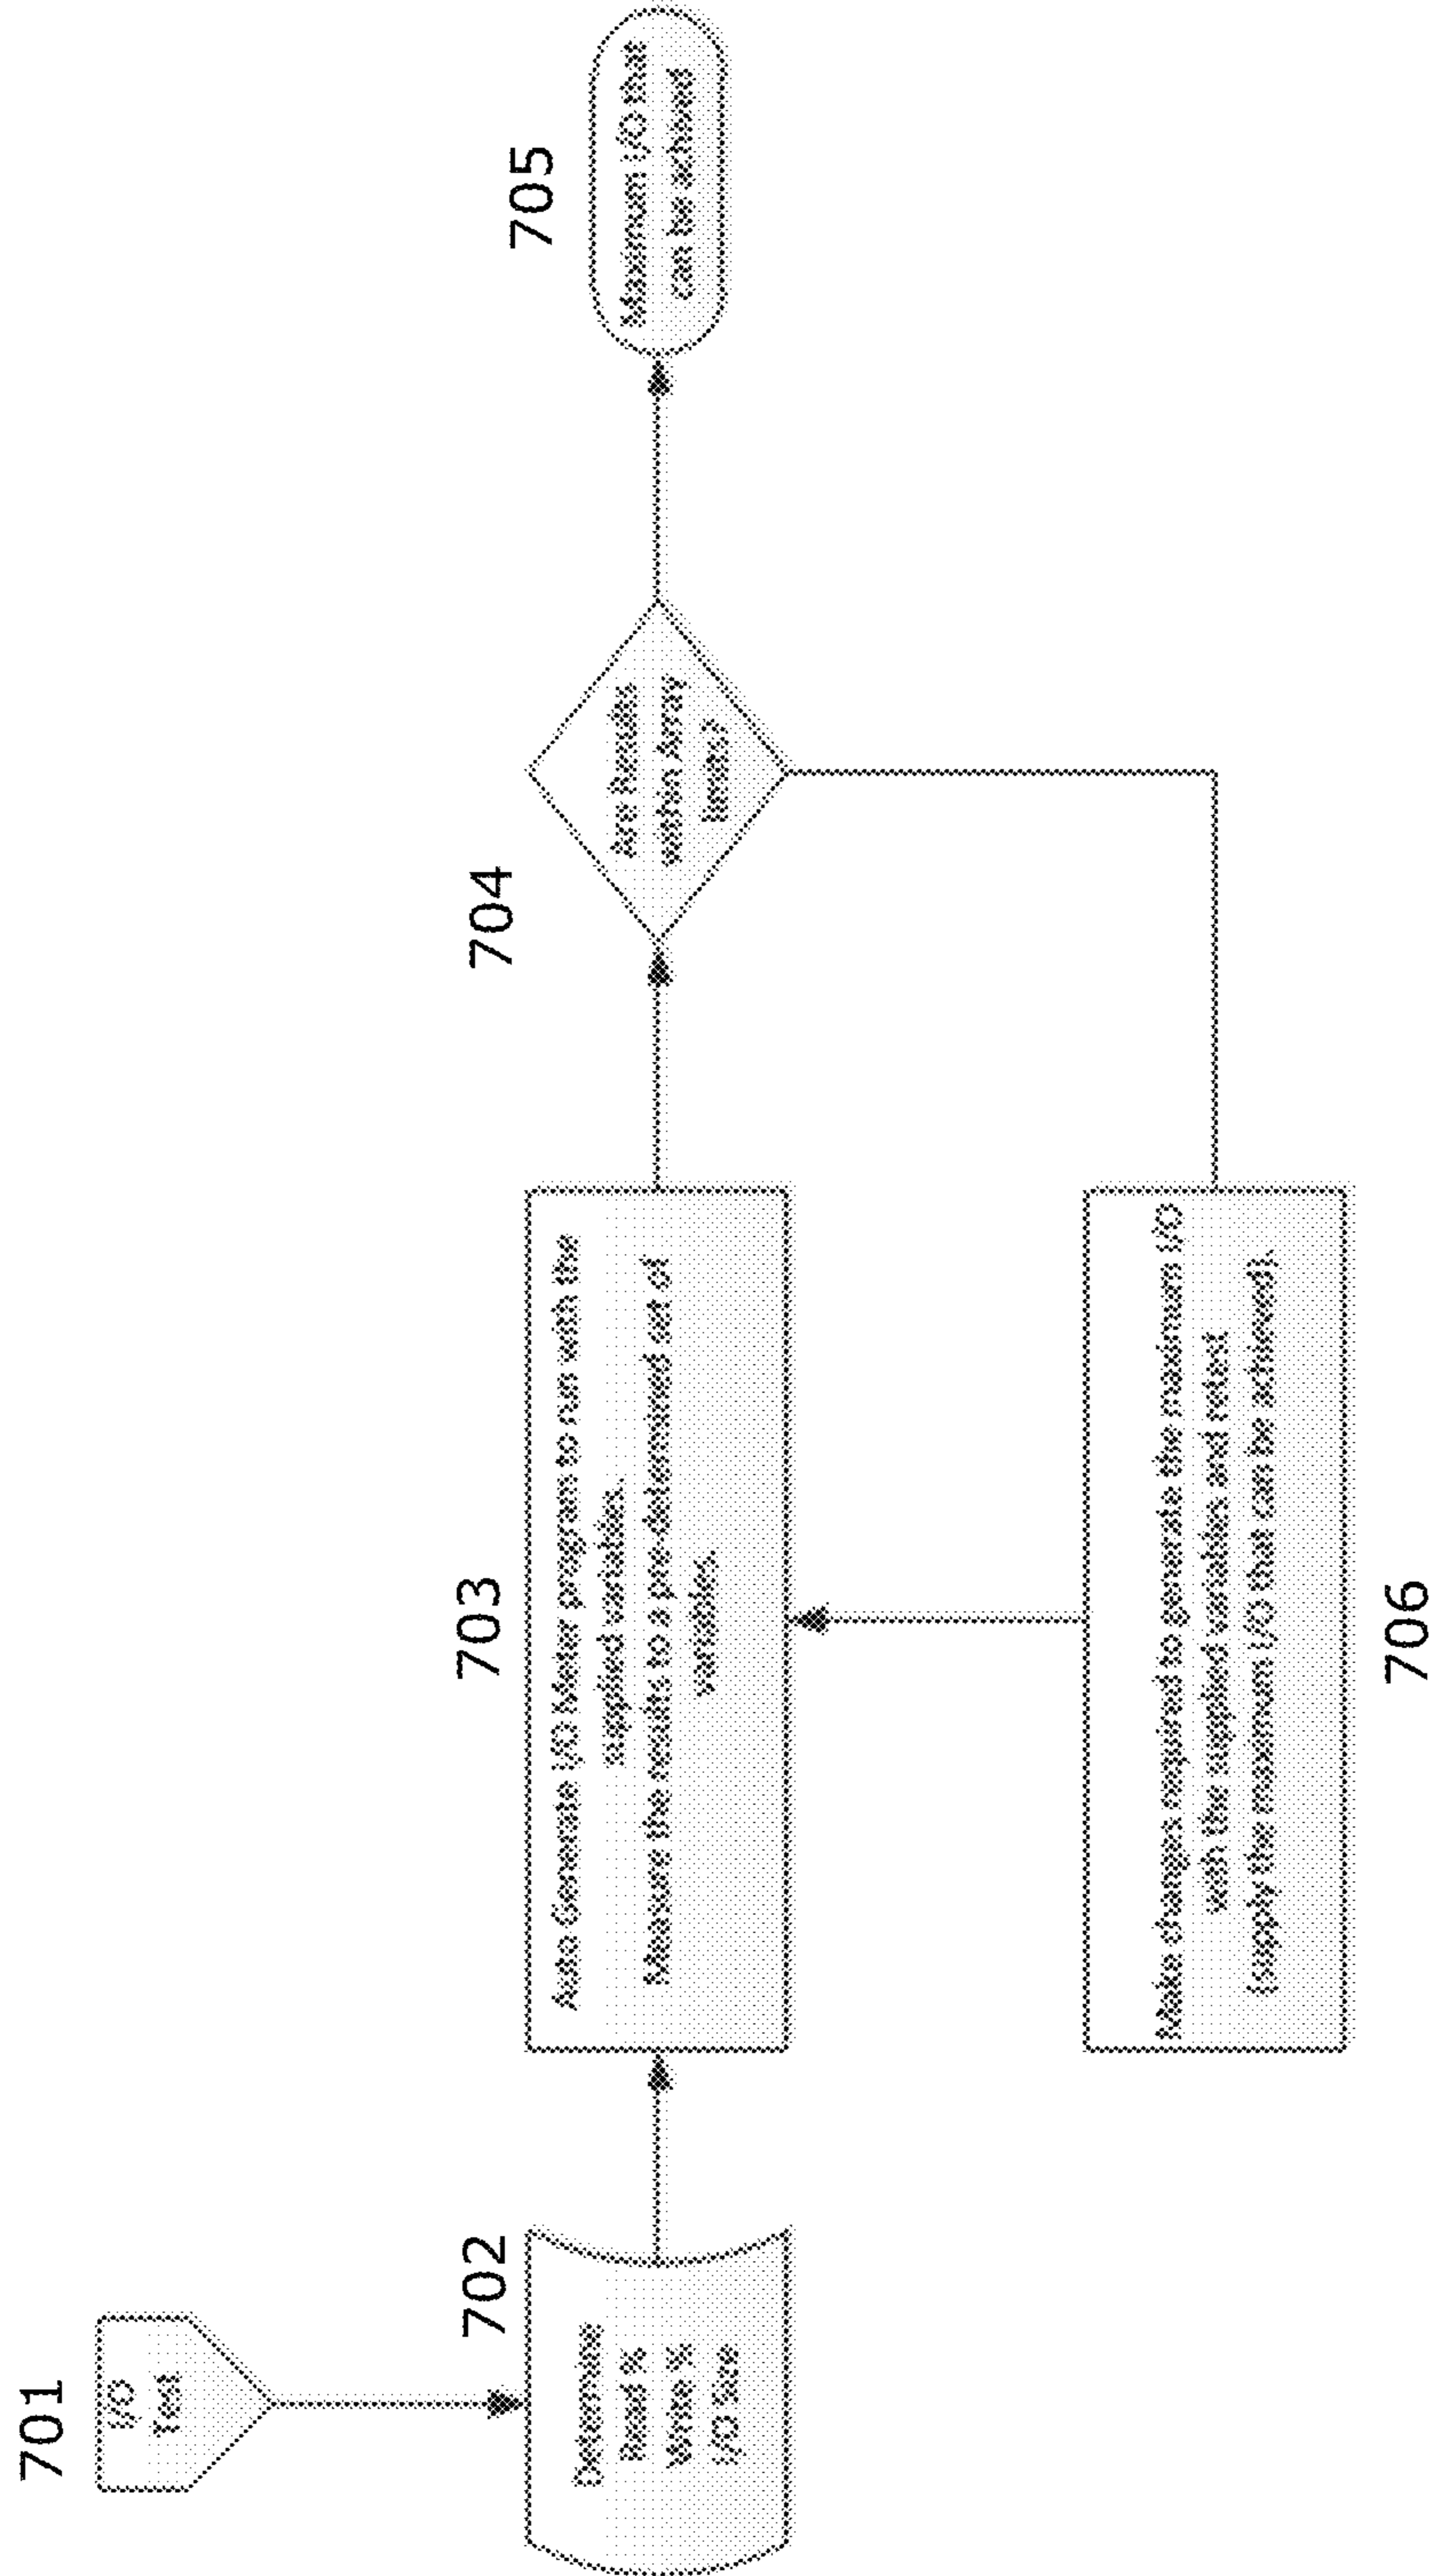 701
I/O
Test
702
Determine
Read %
Write %
I/O Size
703
Auto Generate I/O Meter program to run with the
supplied variables.
Measure the results to a pre-determined set of
variables.
704
Are Results
within Array
limits?
705
Maximum I/O that
can be achieved
Make changes required to generate the maximum I/O
with the supplied variables and retest
(supply the maximum I/O that can be achieved).
706